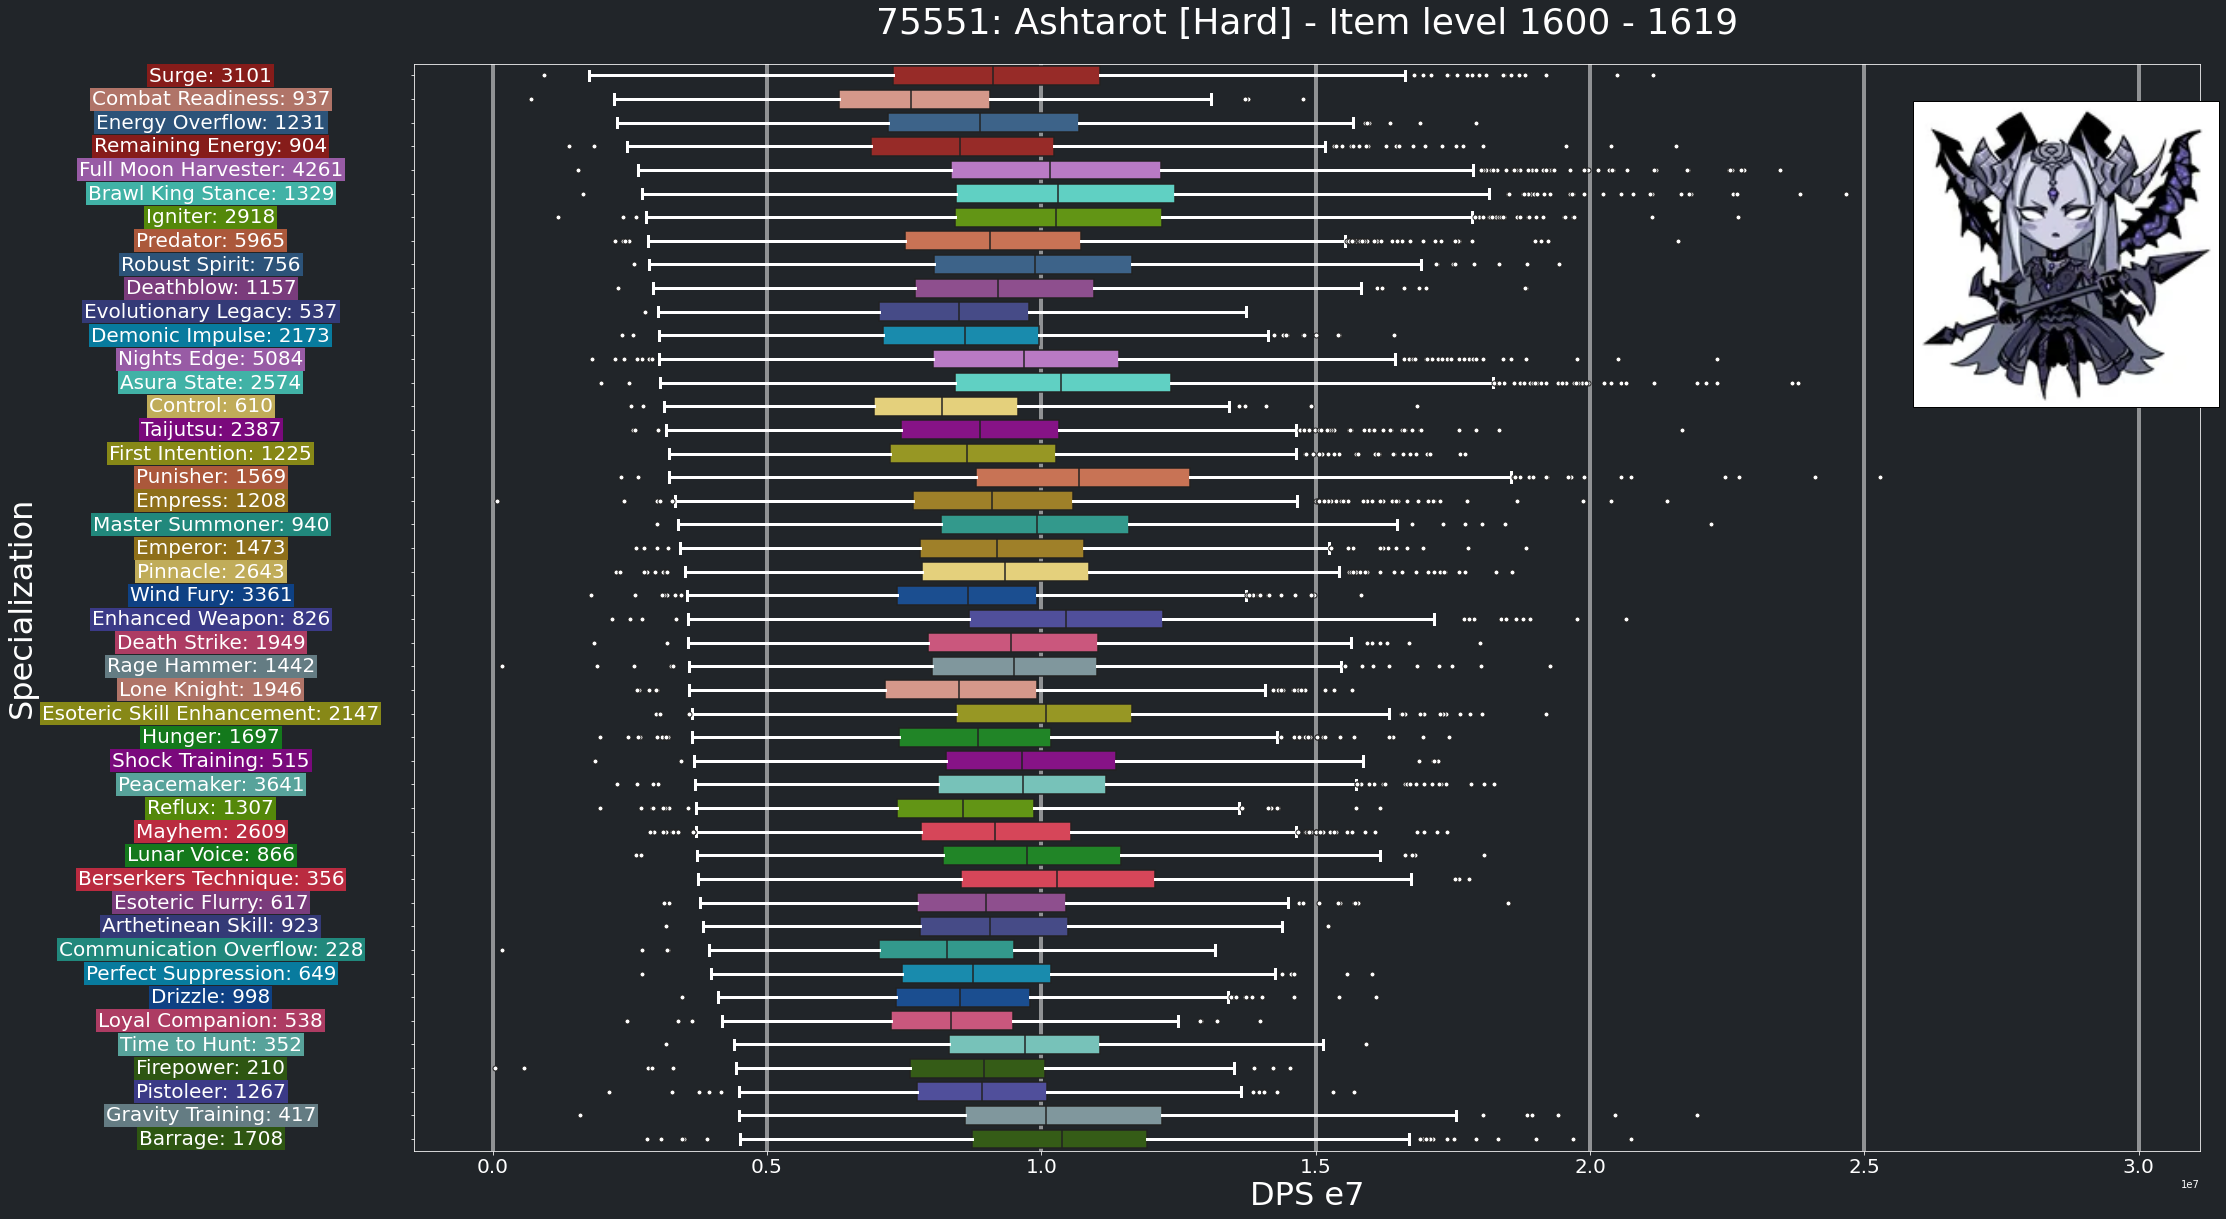 75551: Ashtarot [Hard] - Item level 1600 - 1619
Specialization
Surge: 3101
Combat Readiness: 937
Energy Overflow: 1231
Remaining Energy: 904
Full Moon Harvester: 4261
Brawl King Stance: 1329
Igniter: 2918
Predator: 5965
Robust Spirit: 756
Deathblow: 1157
Evolutionary Legacy: 537
Demonic Impulse: 2173
Nights Edge: 5084
Asura State: 2574
Control: 610
Taijutsu: 2387
First Intention: 1225
Punisher: 1569
Empress: 1208
Master Summoner: 940
Emperor: 1473
Pinnacle: 2643
Wind Fury: 3361
Enhanced Weapon: 826
Death Strike: 1949
Rage Hammer: 1442
Lone Knight: 1946
Esoteric Skill Enhancement: 2147
Hunger: 1697
Shock Training: 515
Peacemaker: 3641
Reflux: 1307
Mayhem: 2609
Lunar Voice: 866
Berserkers Technique: 356
Esoteric Flurry: 617
Arthetinean Skill: 923
Communication Overflow: 228
Perfect Suppression: 649
Drizzle: 998
Loyal Companion: 538
Time to Hunt: 352
Firepower: 210
Pistoleer: 1267
Gravity Training: 417
Barrage: 1708
0.0 0.5 1.0 1.5 2.0 2.5 3.0
1e7
DPS e7